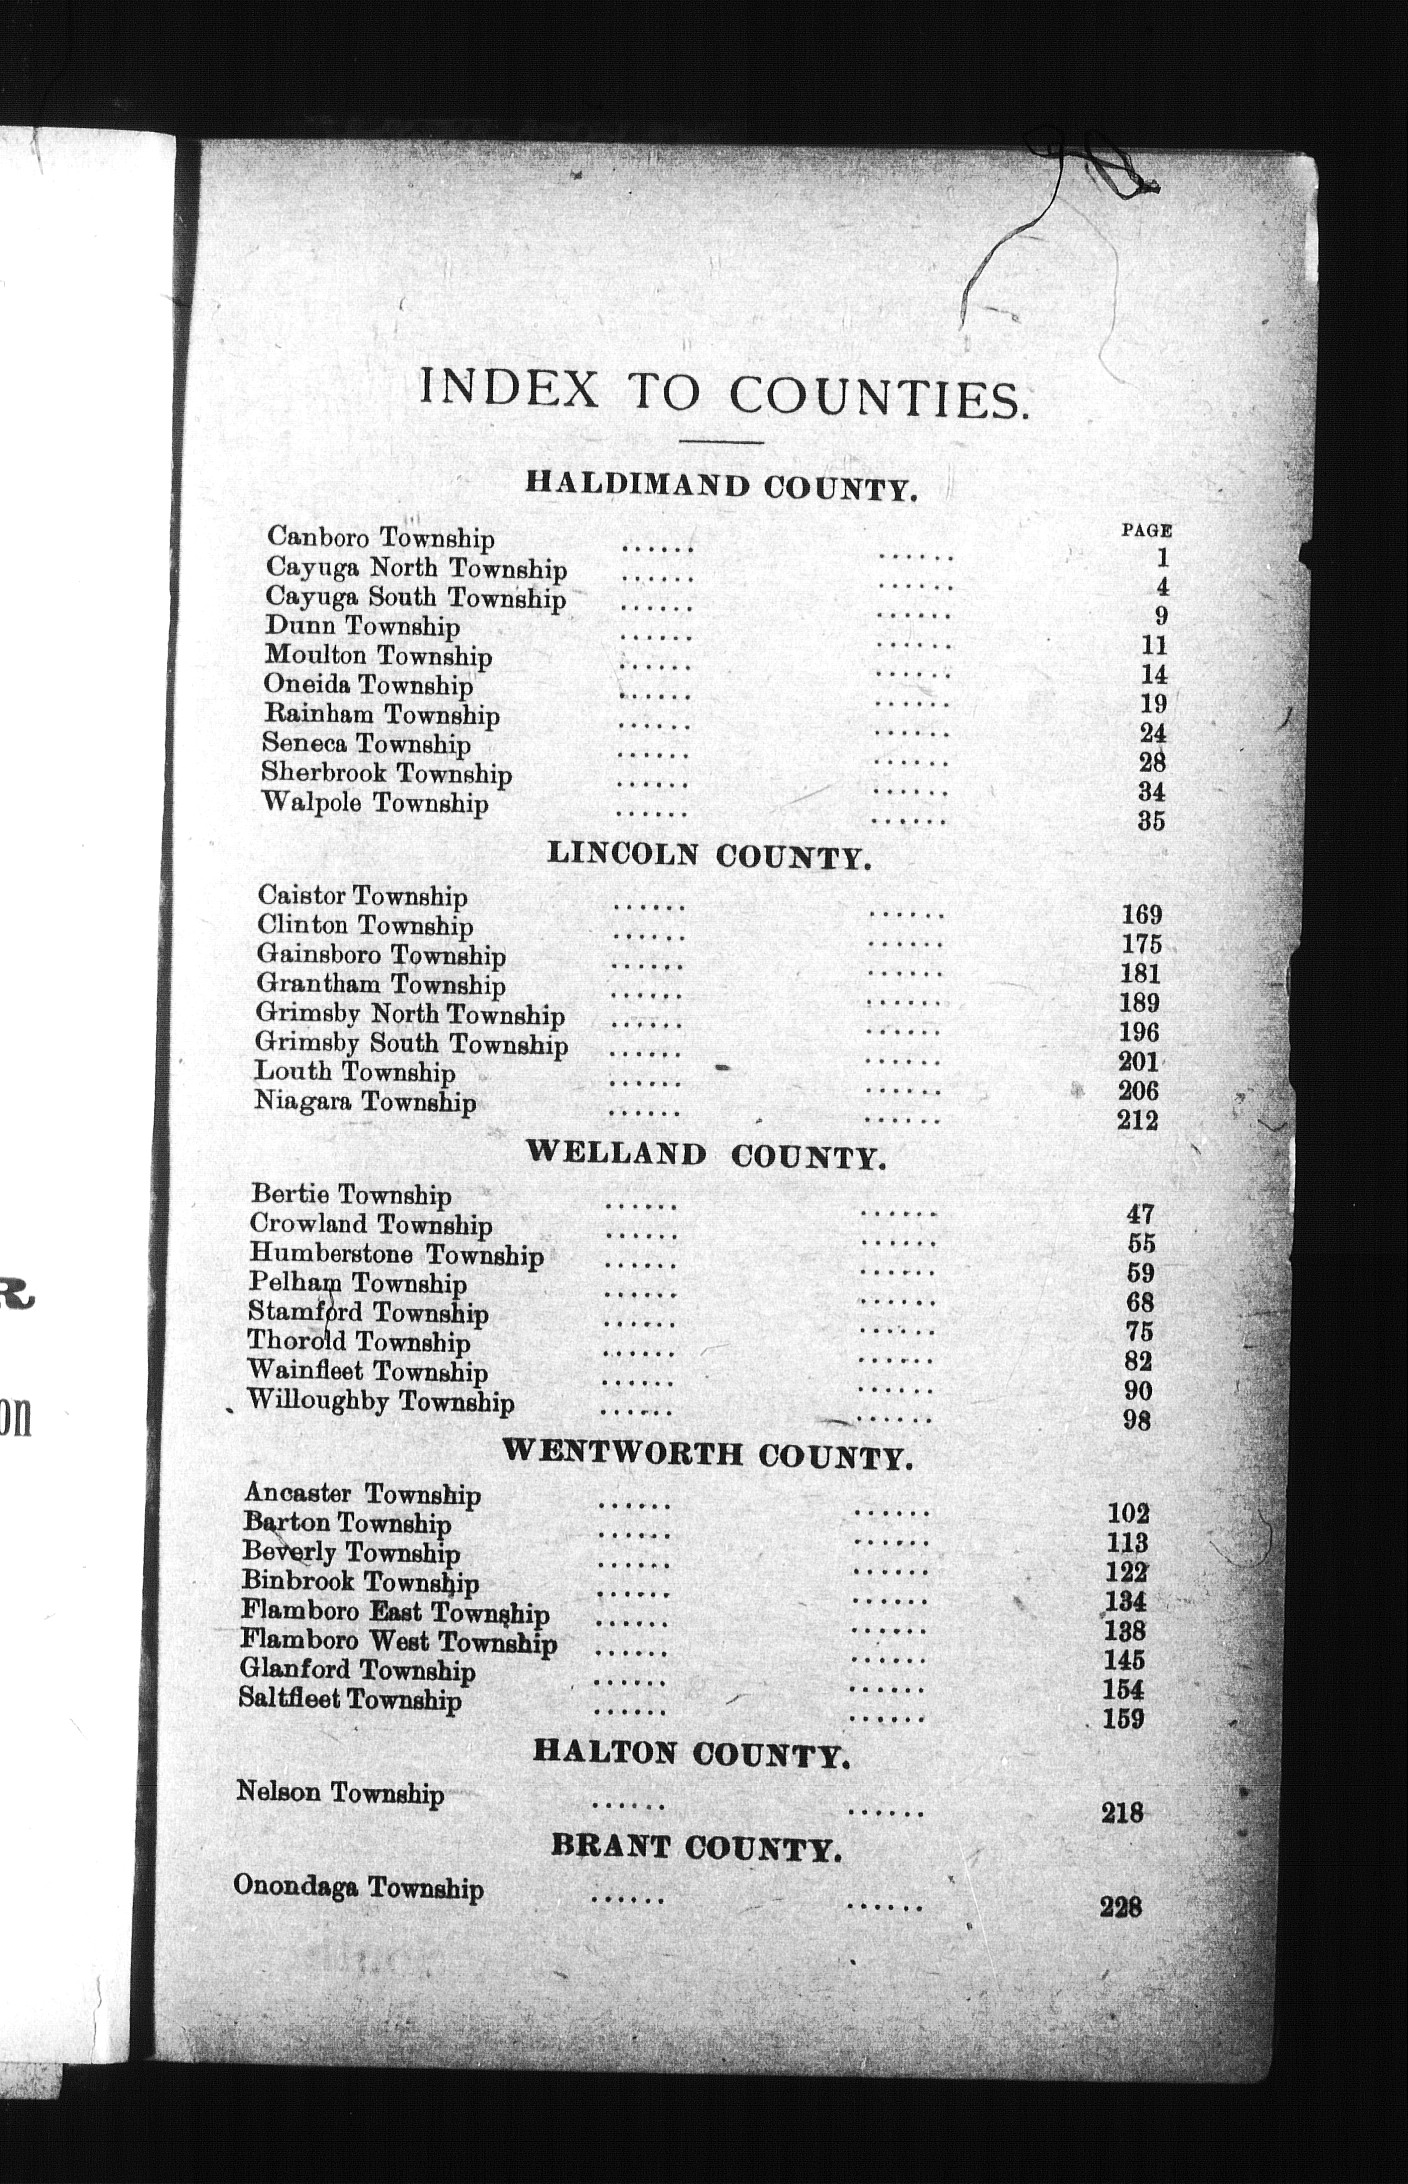 INDEX TO COUNTIES.
HALDIMAND COUNTY.
PAGE
Canboro Township ...... ...... 1
Cayuga North Township ...... ...... 4
Cayuga South Township ...... ...... 9
Dunn Township ...... ...... 11
Moulton Township ...... ...... 14
Oneida Township ...... ...... 19
Rainham Township ...... ...... 24
Seneca Township ...... ...... 28
Sherbrook Township ...... ...... 34
Walpole Township ...... ...... 35
LINCOLN COUNTY.
Caistor Township ...... ...... 169
Clinton Township ...... ...... 175
Gainsboro Township ...... ...... 181
Grantham Township ...... ...... 189
Grimsby North Township ...... ...... 196
Grimsby South Township ...... ...... 201
Louth Township ...... ...... 206
Niagara Township ...... ...... 212
WELLAND COUNTY.
Bertie Township ...... ...... 47
Crowland Township ...... ...... 55
Humberstone Township ...... ...... 59
Pelham Township ...... ...... 68
Stamford Township ...... ...... 75
Thorold Township ...... ...... 82
Wainfleet Township ...... ...... 90
Willoughby Township ...... ...... 98
WENTWORTH COUNTY.
Ancaster Township ...... ...... 102
Barton Township ...... ...... 113
Beverly Township ...... ...... 122
Binbrook Township ...... ...... 134
Flamboro East Township ...... ...... 138
Flamboro West Township ...... ...... 145
Glanford Township ...... ...... 154
Saltfleet Township ...... ...... 159
HALTON COUNTY.
Nelson Township ...... ...... 218
BRANT COUNTY.
Onondaga Township ...... ...... 228